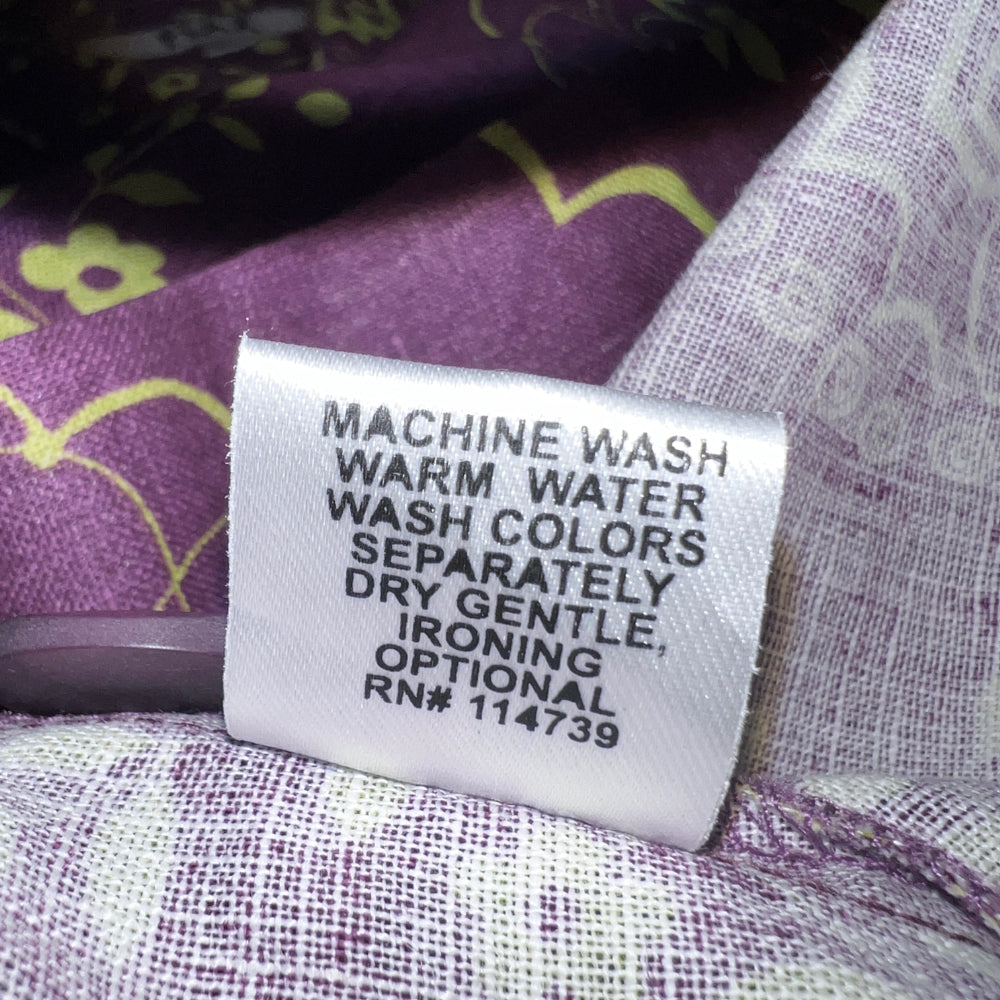 MACHINE WASH
WARM WATER
WASH COLORS
SEPARATELY
DRY GENTLE,
IRONING
OPTIONAL
RN# 114739